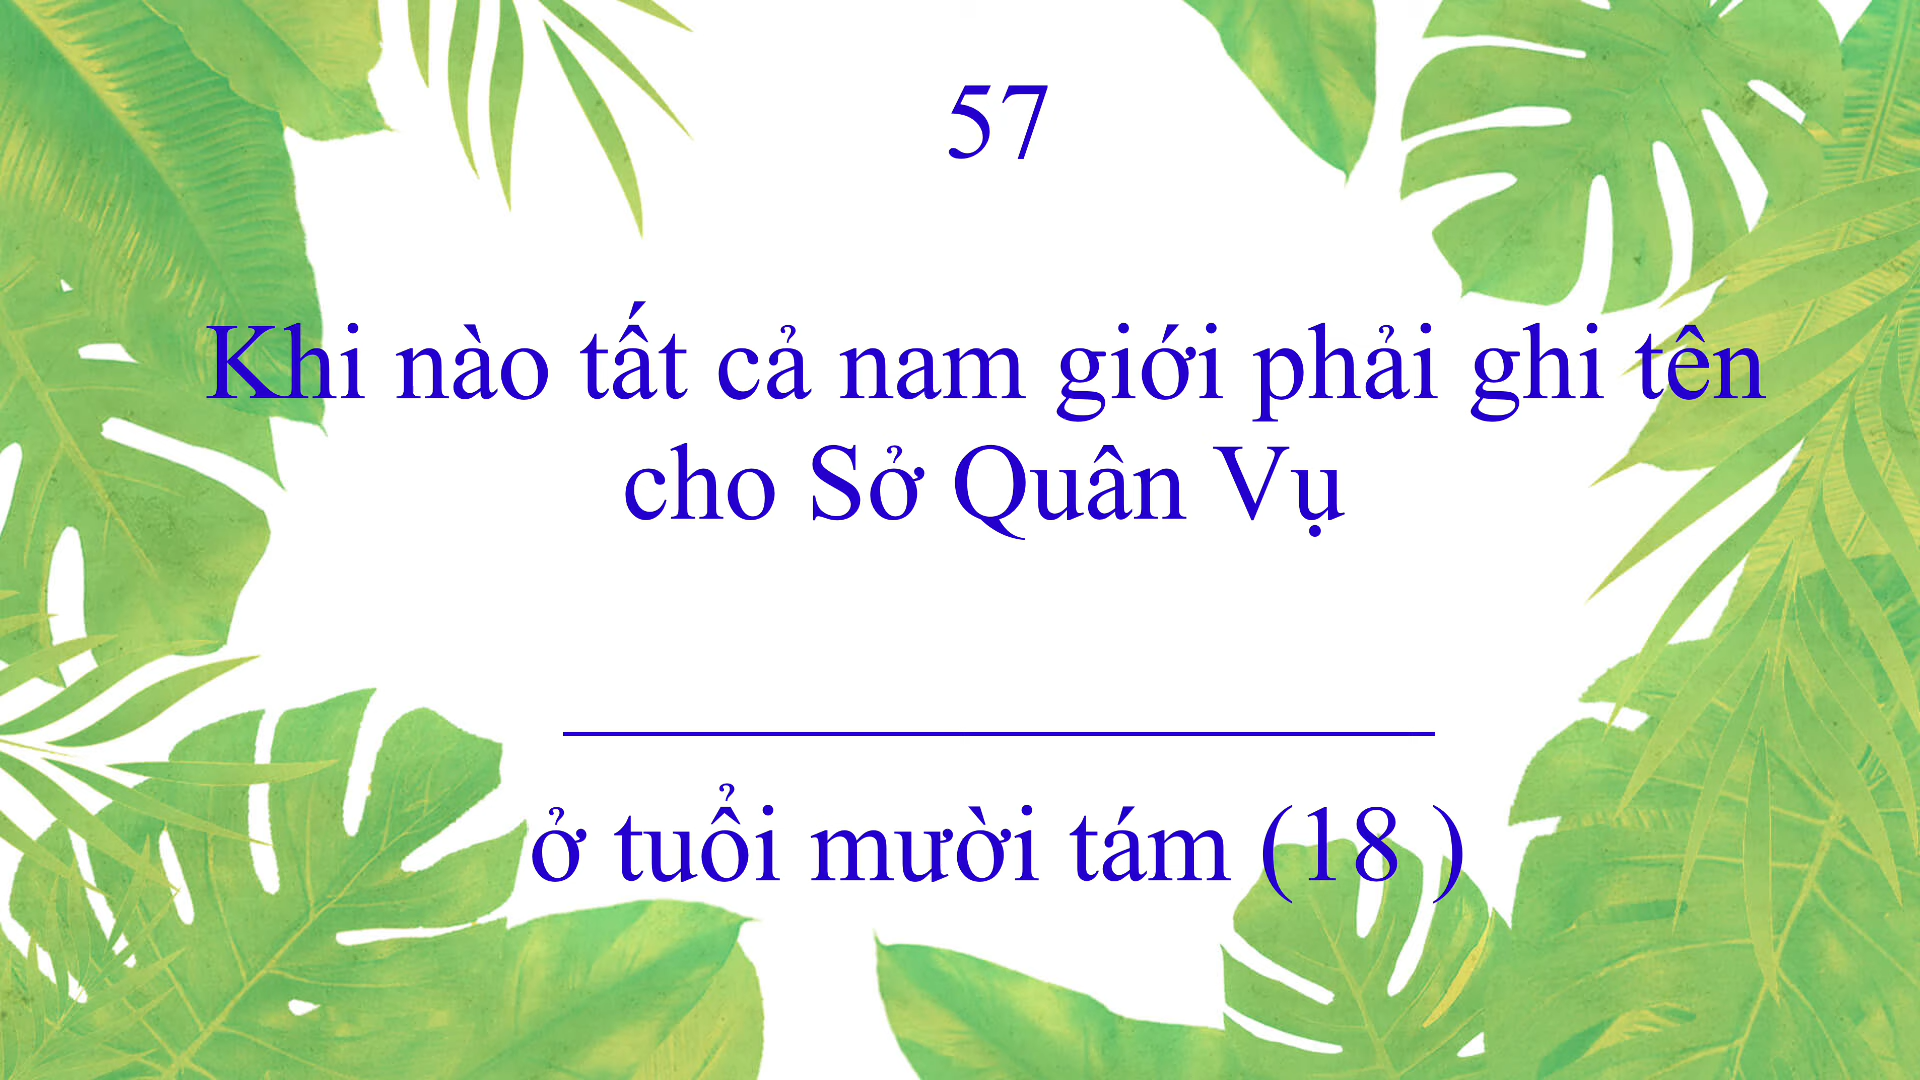 57
Khi nào tất cả nam giới phải ghi tên
cho Sở Quân Vụ
ở tuổi mười tám (18 )